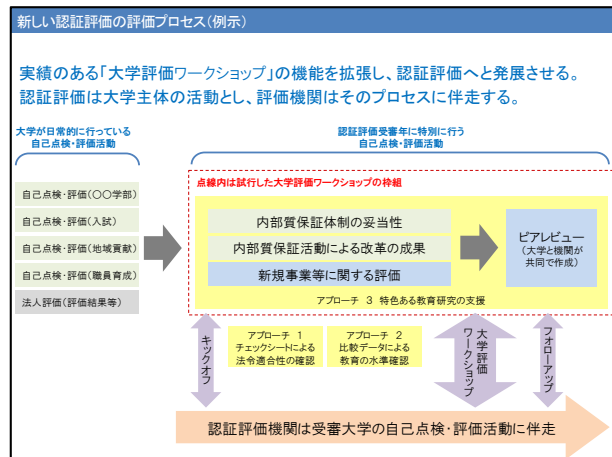 新しい認証評価の評価プロセス(例示)
実績のある「大学評価ワークショップ」の機能を拡張し、認証評価へと発展させる。
認証評価は大学主体の活動とし、評価機関はそのプロセスに伴走する。
大学が日常的に行っている
自己点検・評価活動
認証評価受審年に特別に行う
自己点検・評価活動
点線内は試行した大学評価ワークショップの枠組
自己点検・評価(〇〇学部)
自己点検・評価(入試)
自己点検・評価(地域貢献)
自己点検・評価(職員育成)
法人評価(評価結果等)
内部質保証体制の妥当性
内部質保証活動による改革の成果
新規事業等に関する評価
ピアレビュー
(大学と機関が
共同で作成)
アプローチ 3 特色ある教育研究の支援
キックオフ
アプローチ 1
チェックシートによる
法令適合性の確認
アプローチ 2
比較データによる
教育の水準確認
大学評価
ワークショップ
フォローアップ
認証評価機関は受審大学の自己点検・評価活動に伴走